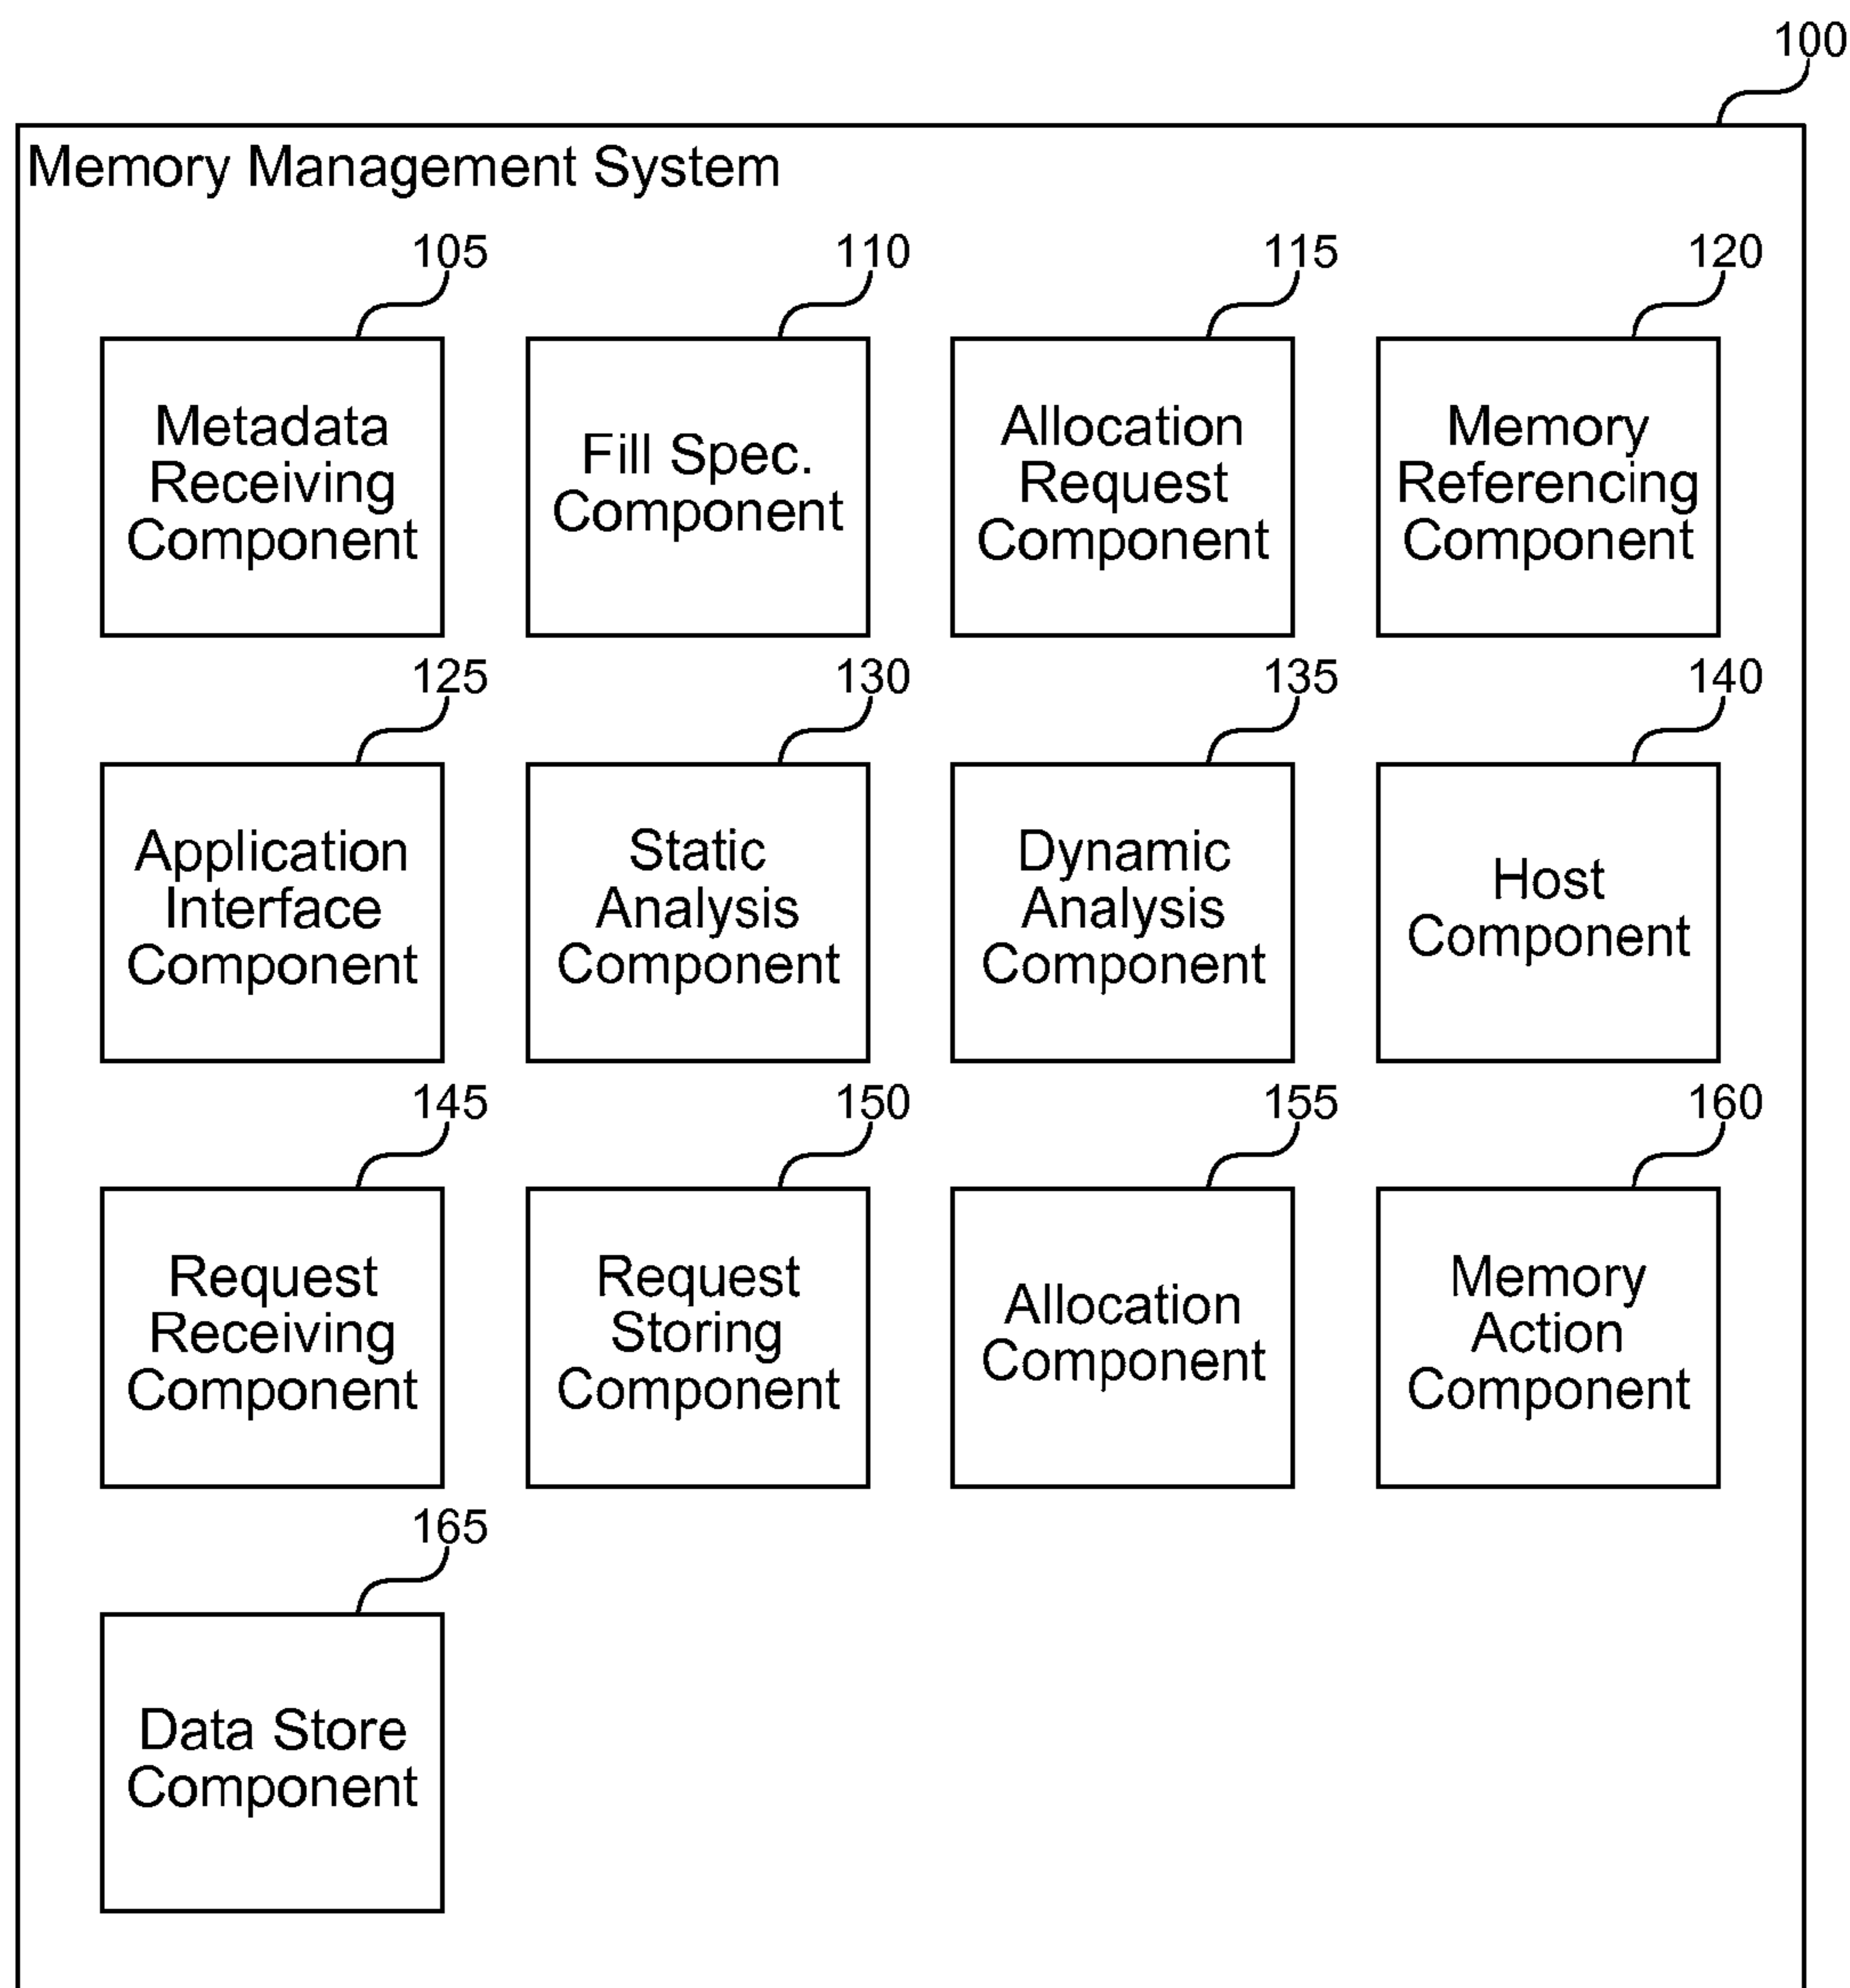 100
Memory Management System
105
110
115
120
Metadata
Receiving
Component
Fill Spec.
Component
Allocation
Request
Component
Memory
Referencing
Component
125
130
135
140
Application
Interface
Component
Static
Analysis
Component
Dynamic
Analysis
Component
Host
Component
145
150
155
160
Request
Receiving
Component
Request
Storing
Component
Allocation
Component
Memory
Action
Component
165
Data Store
Component